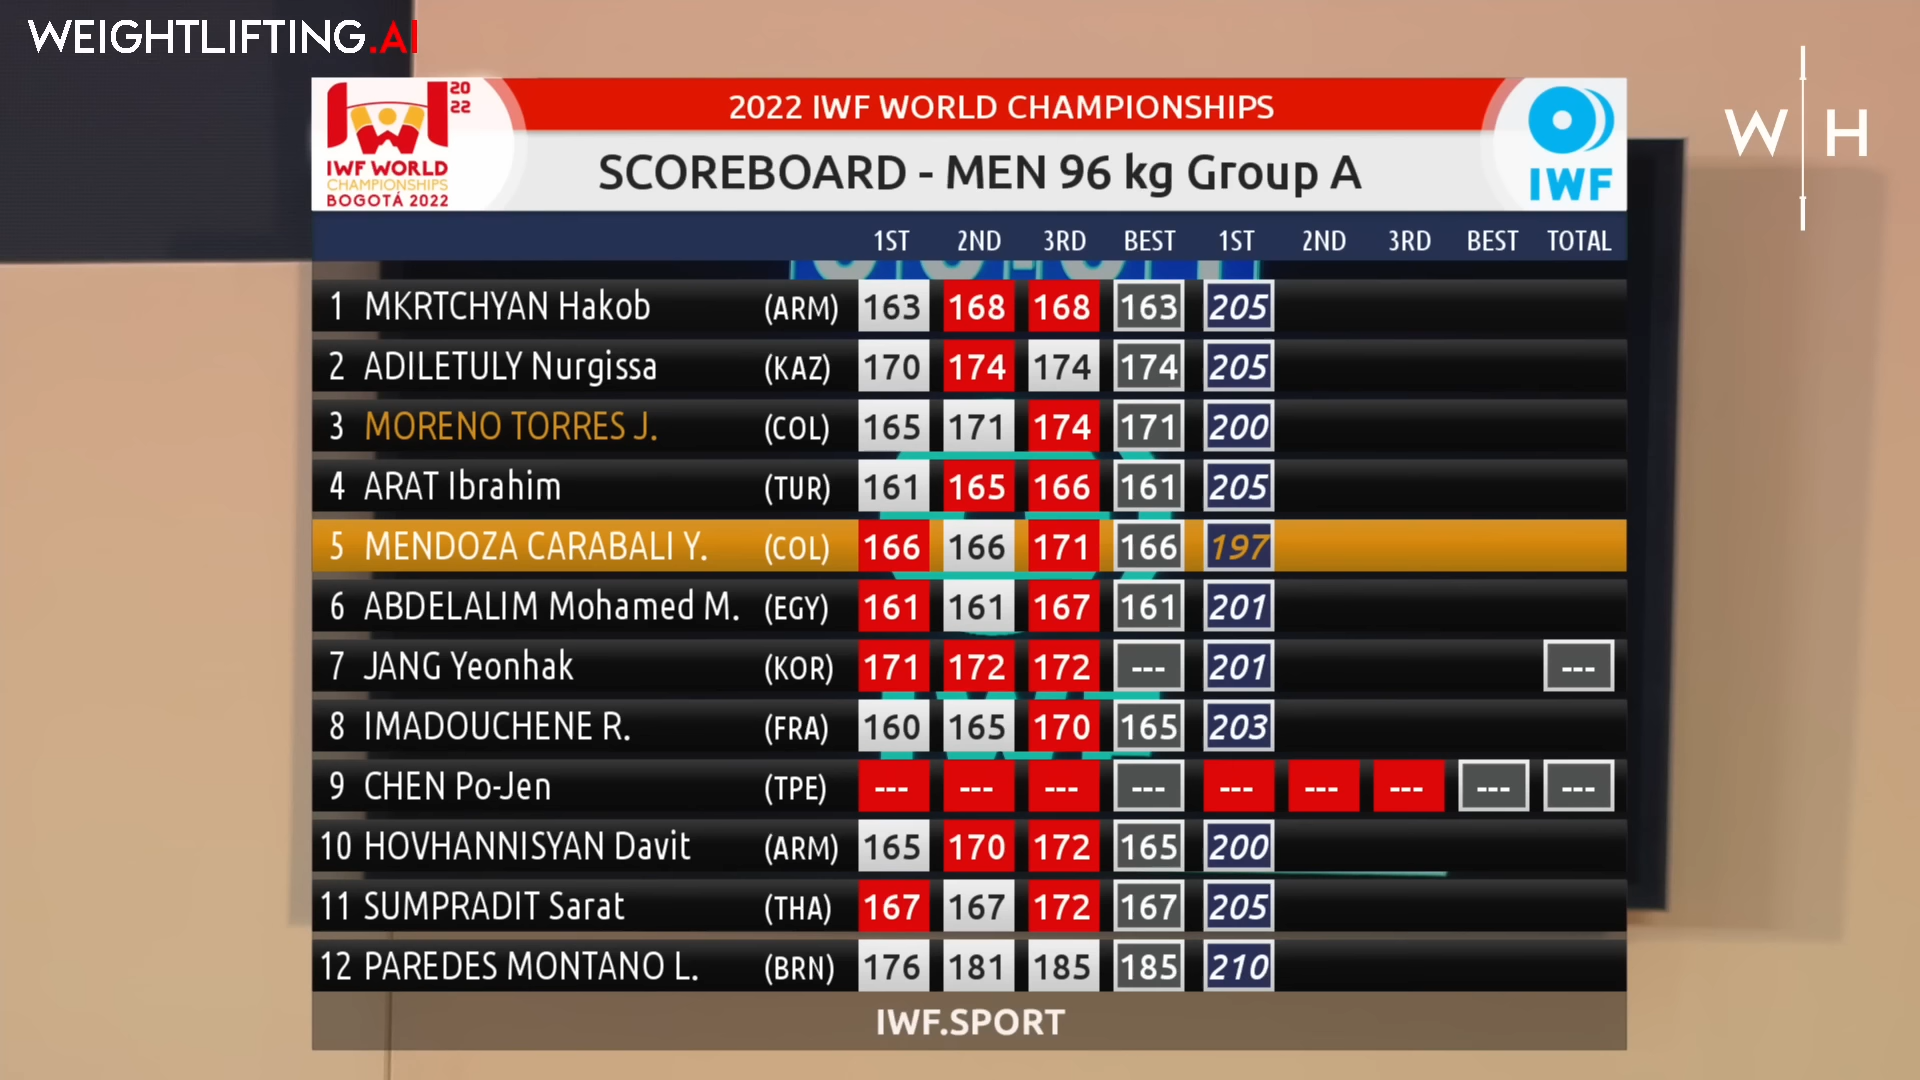 WEIGHTLIFTING.AI
W H
2022
IWF WORLD
CHAMPIONSHIPS
BOGOTÁ 2022
2022 IWF WORLD CHAMPIONSHIPS
SCOREBOARD - MEN 96 kg Group A
IWF
1ST 2ND 3RD BEST 1ST 2ND 3RD BEST TOTAL
1 MKRTCHYAN Hakob (ARM) 163 168 168 163 205
2 ADILETULY Nurgissa (KAZ) 170 174 174 174 205
3 MORENO TORRES J. (COL) 165 171 174 171 200
4 ARAT Ibrahim (TUR) 161 165 166 161 205
5 MENDOZA CARABALI Y. (COL) 166 166 171 166 197
6 ABDELALIM Mohamed M. (EGY) 161 161 167 161 201
7 JANG Yeonhak (KOR) 171 172 172 --- 201 ---
8 IMADOUCHENE R. (FRA) 160 165 170 165 203
9 CHEN Po-Jen (TPE) --- --- --- --- --- --- --- --- ---
10 HOVHANNISYAN Davit (ARM) 165 170 172 165 200
11 SUMPRADIT Sarat (THA) 167 167 172 167 205
12 PAREDES MONTANO L. (BRN) 176 181 185 185 210
IWF.SPORT